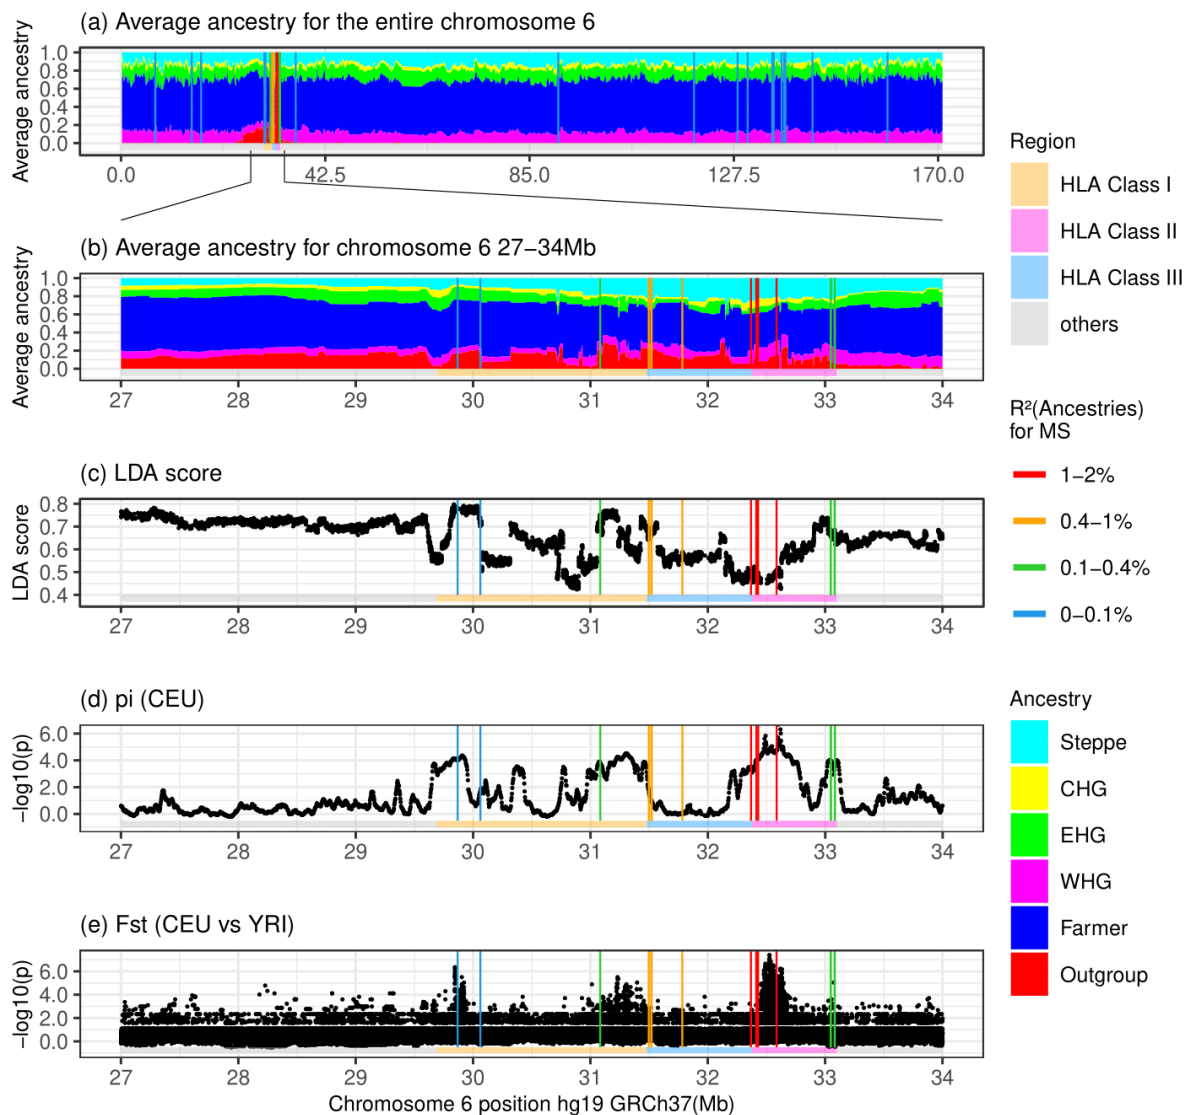 (a) Average ancestry for the entire chromosome 6
Average ancestry
1.0
0.8
0.6
0.4
0.2
0.0
0.0 42.5 85.0 127.5 170.0
(b) Average ancestry for chromosome 6 27−34Mb
Average ancestry
1.0
0.8
0.6
0.4
0.2
0.0
27 28 29 30 31 32 33 34
(c) LDA score
LDA score
0.8
0.7
0.6
0.5
0.4
27 28 29 30 31 32 33 34
(d) pi (CEU)
−log10(p)
6.0
4.0
2.0
0.0
27 28 29 30 31 32 33 34
(e) Fst (CEU vs YRI)
−log10(p)
6.0
4.0
2.0
0.0
27 28 29 30 31 32 33 34
Chromosome 6 position hg19 GRCh37(Mb)
Region
HLA Class I
HLA Class II
HLA Class III
others
R²(Ancestries)
for MS
1−2%
0.4−1%
0.1−0.4%
0−0.1%
Ancestry
Steppe
CHG
EHG
WHG
Farmer
Outgroup